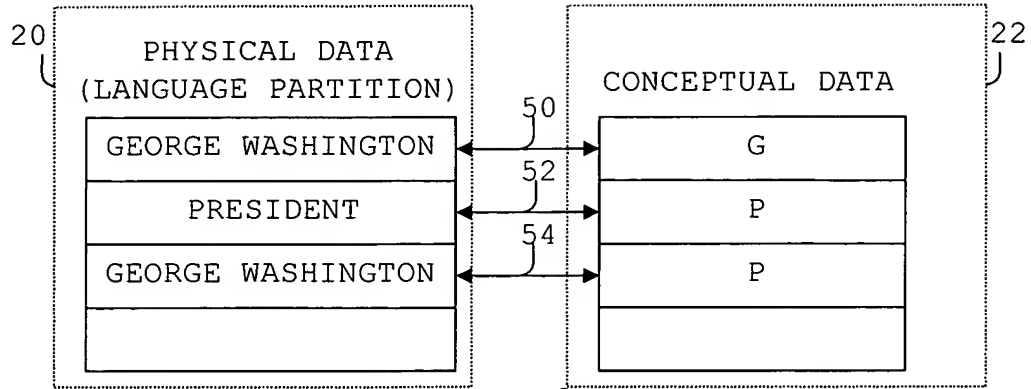 20
22
PHYSICAL DATA
(LANGUAGE PARTITION)
CONCEPTUAL DATA
GEORGE WASHINGTON
50
G
PRESIDENT
52
P
GEORGE WASHINGTON
54
P